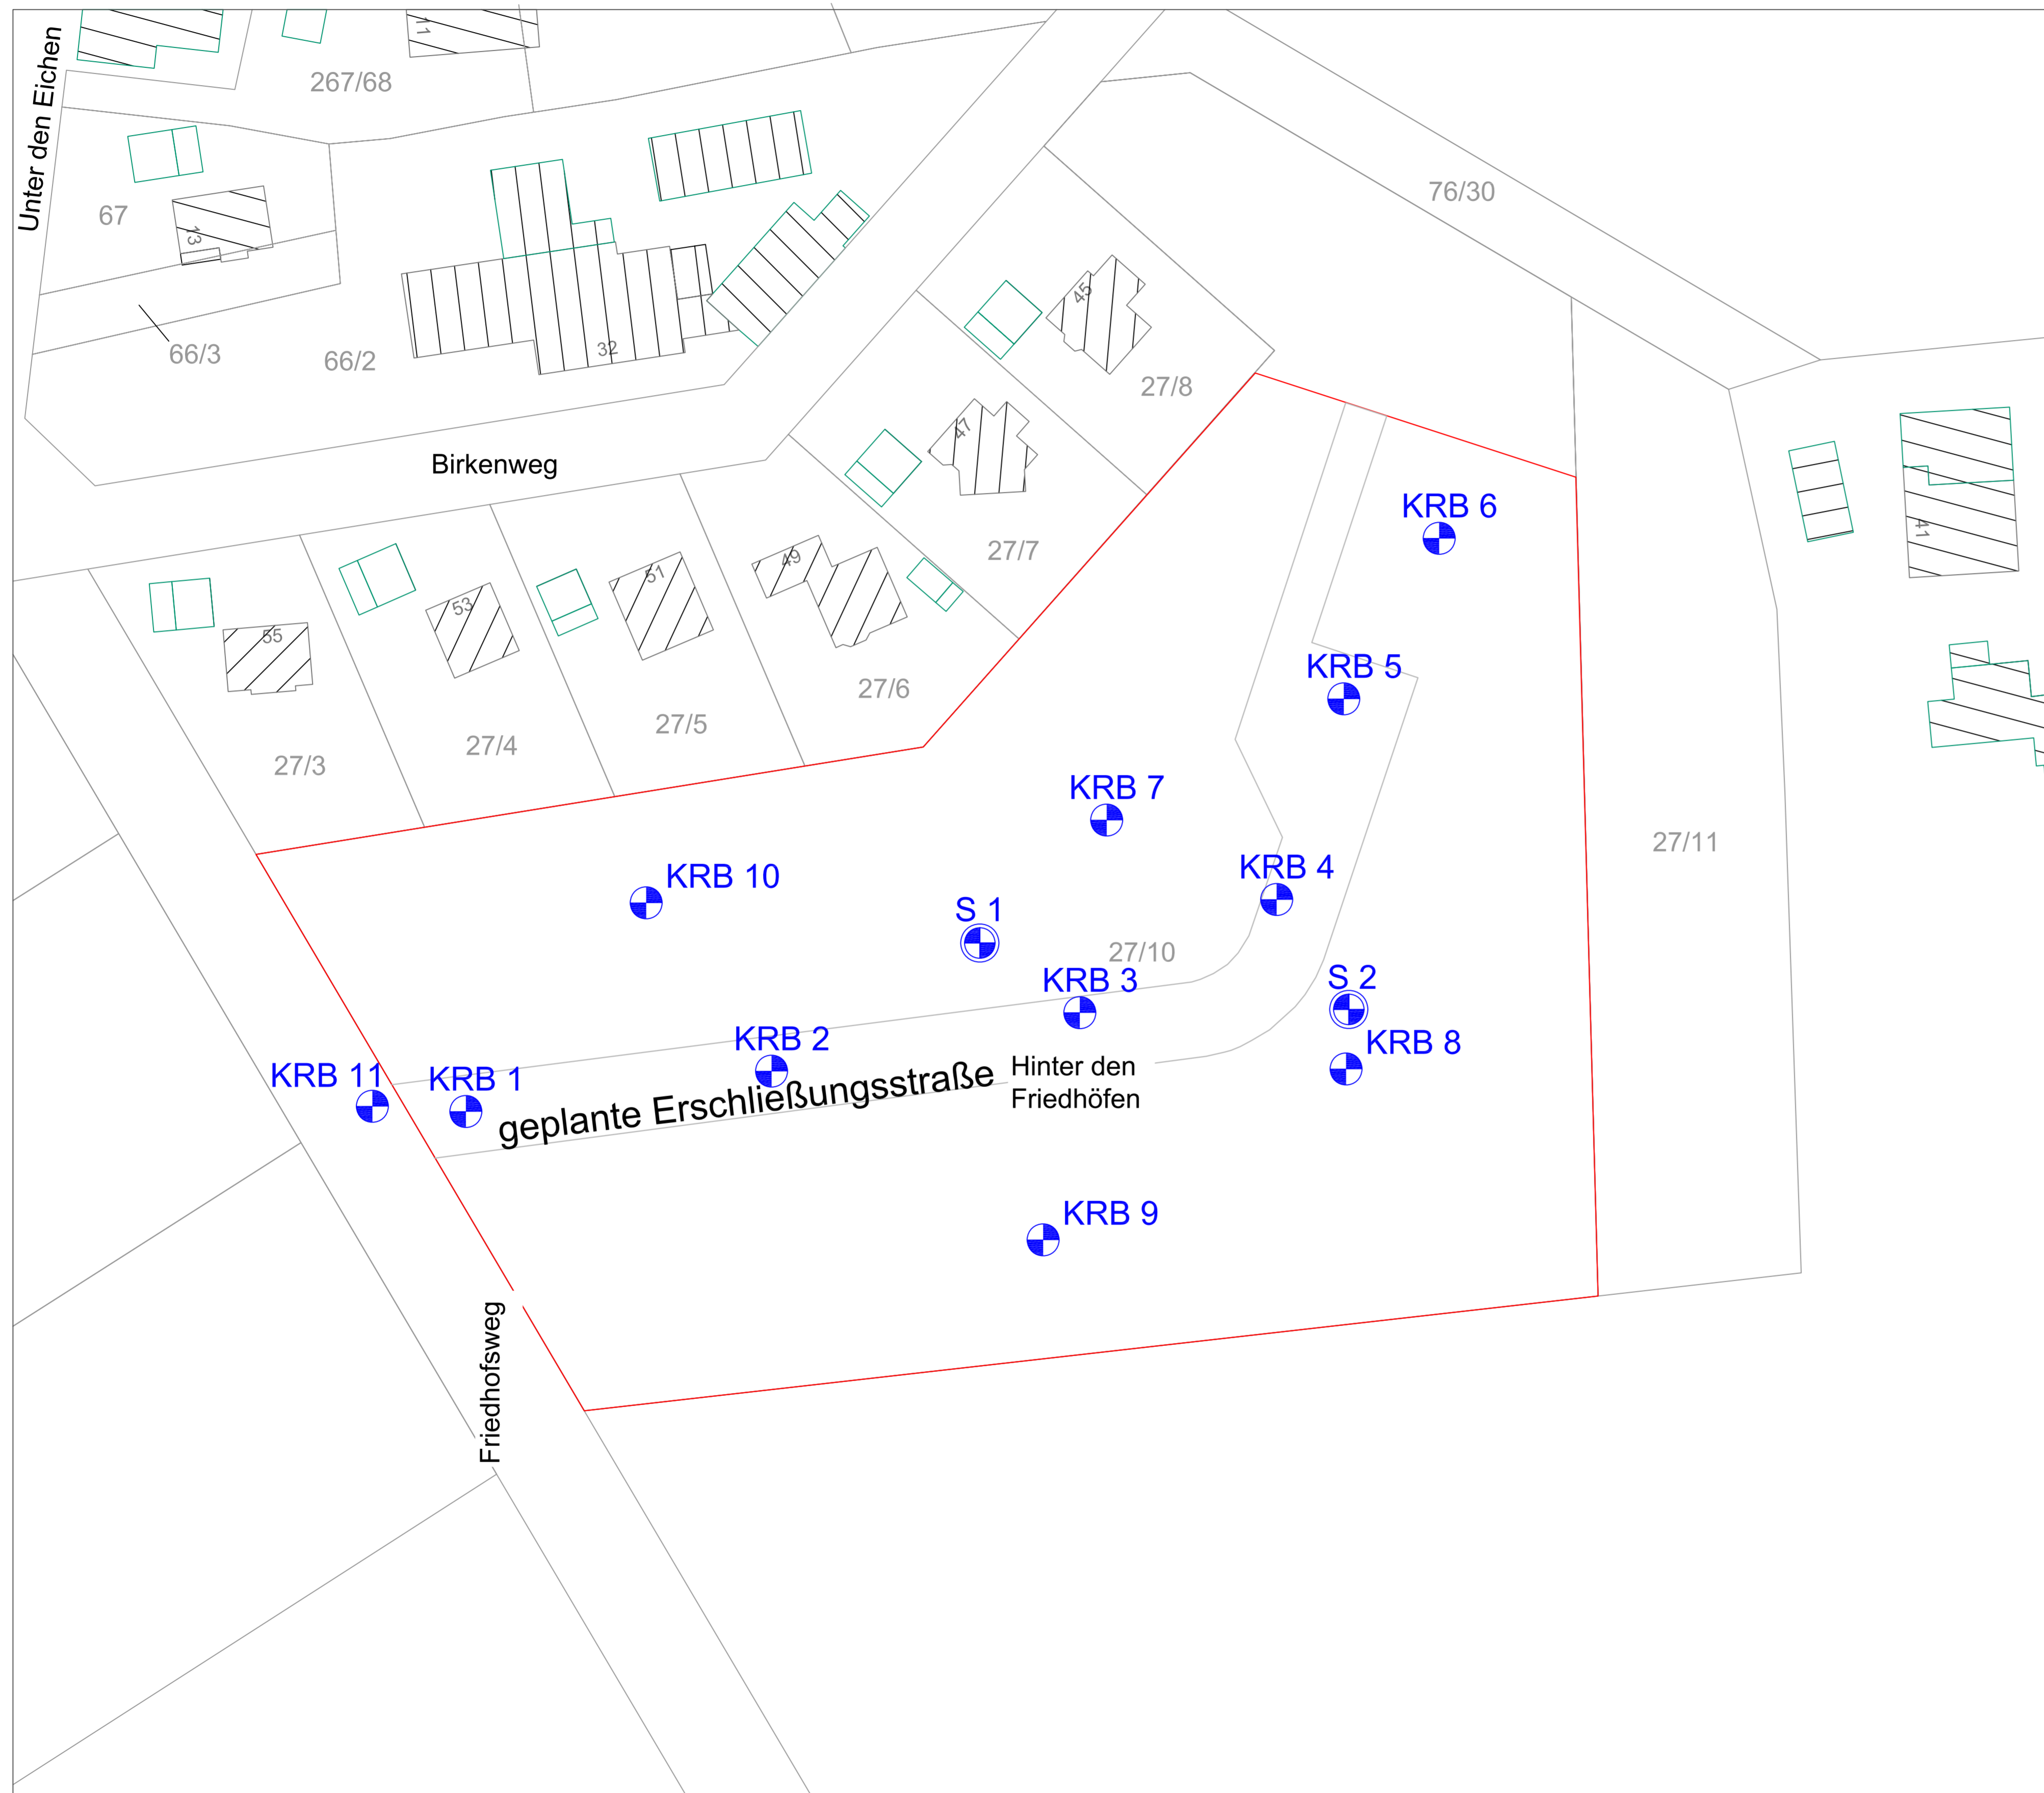 Unter den Eichen
11
267/68
76/30
67
13
45
66/3
66/2
32
27/8
47
Birkenweg
KRB 6
41
27/7
49
51
53
55
KRB 5
27/6
27/5
27/4
27/3
KRB 7
27/11
KRB 10
KRB 4
S 1
27/10
KRB 3
S 2
KRB 2
KRB 8
Hinter den
Friedhöfen
KRB 11
KRB 1
geplante Erschließungsstraße
KRB 9
Friedhofsweg